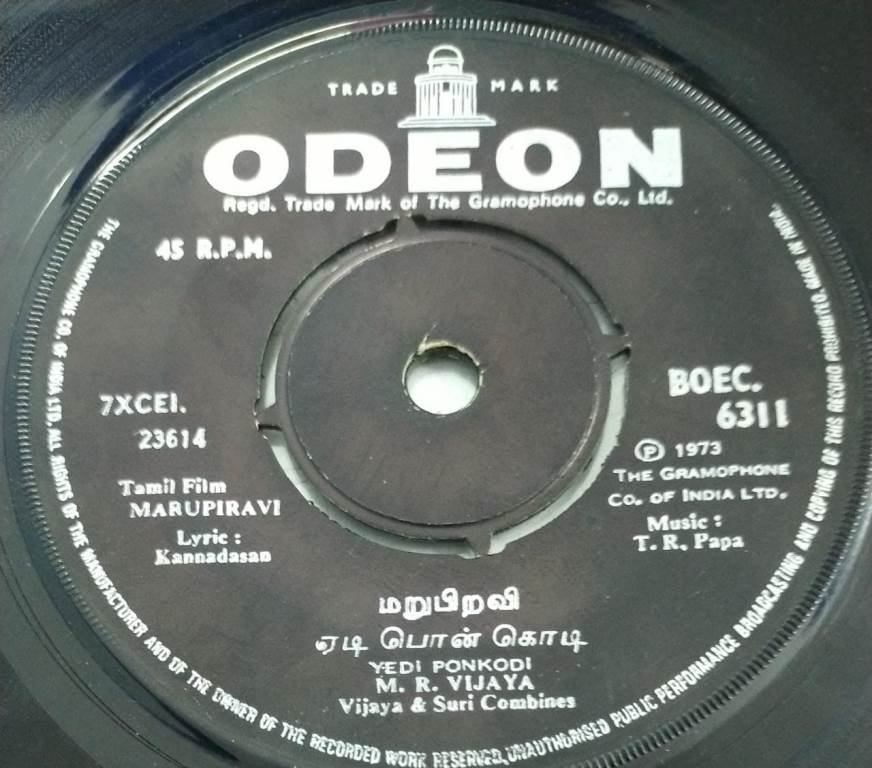 TRADE MARK
ODEON
Regd. Trade Mark of The Gramophone Co., Ltd.
45 R.P.M.
7XCEI.
23614
Tamil Film
MARUPIRAVI
Lyric :
Kannadasan
BOEC.
6311
Ⓟ 1973
THE GRAMOPHONE
CO. OF INDIA LTD.
Music :
T. R. Papa
மறுபிறவி
ஏடி பொன் கொடி
YEDI PONKODI
M. R. VIJAYA
Vijaya & Suri Combines
THE GRAMOPHONE CO. OF INDIA LTD. ALL RIGHTS OF THE MANUFACTURER AND OF THE OWNER OF THE RECORDED WORK RESERVED. UNAUTHORISED PUBLIC PERFORMANCE BROADCASTING AND COPYING OF THIS RECORD PROHIBITED MADE IN INDIA.